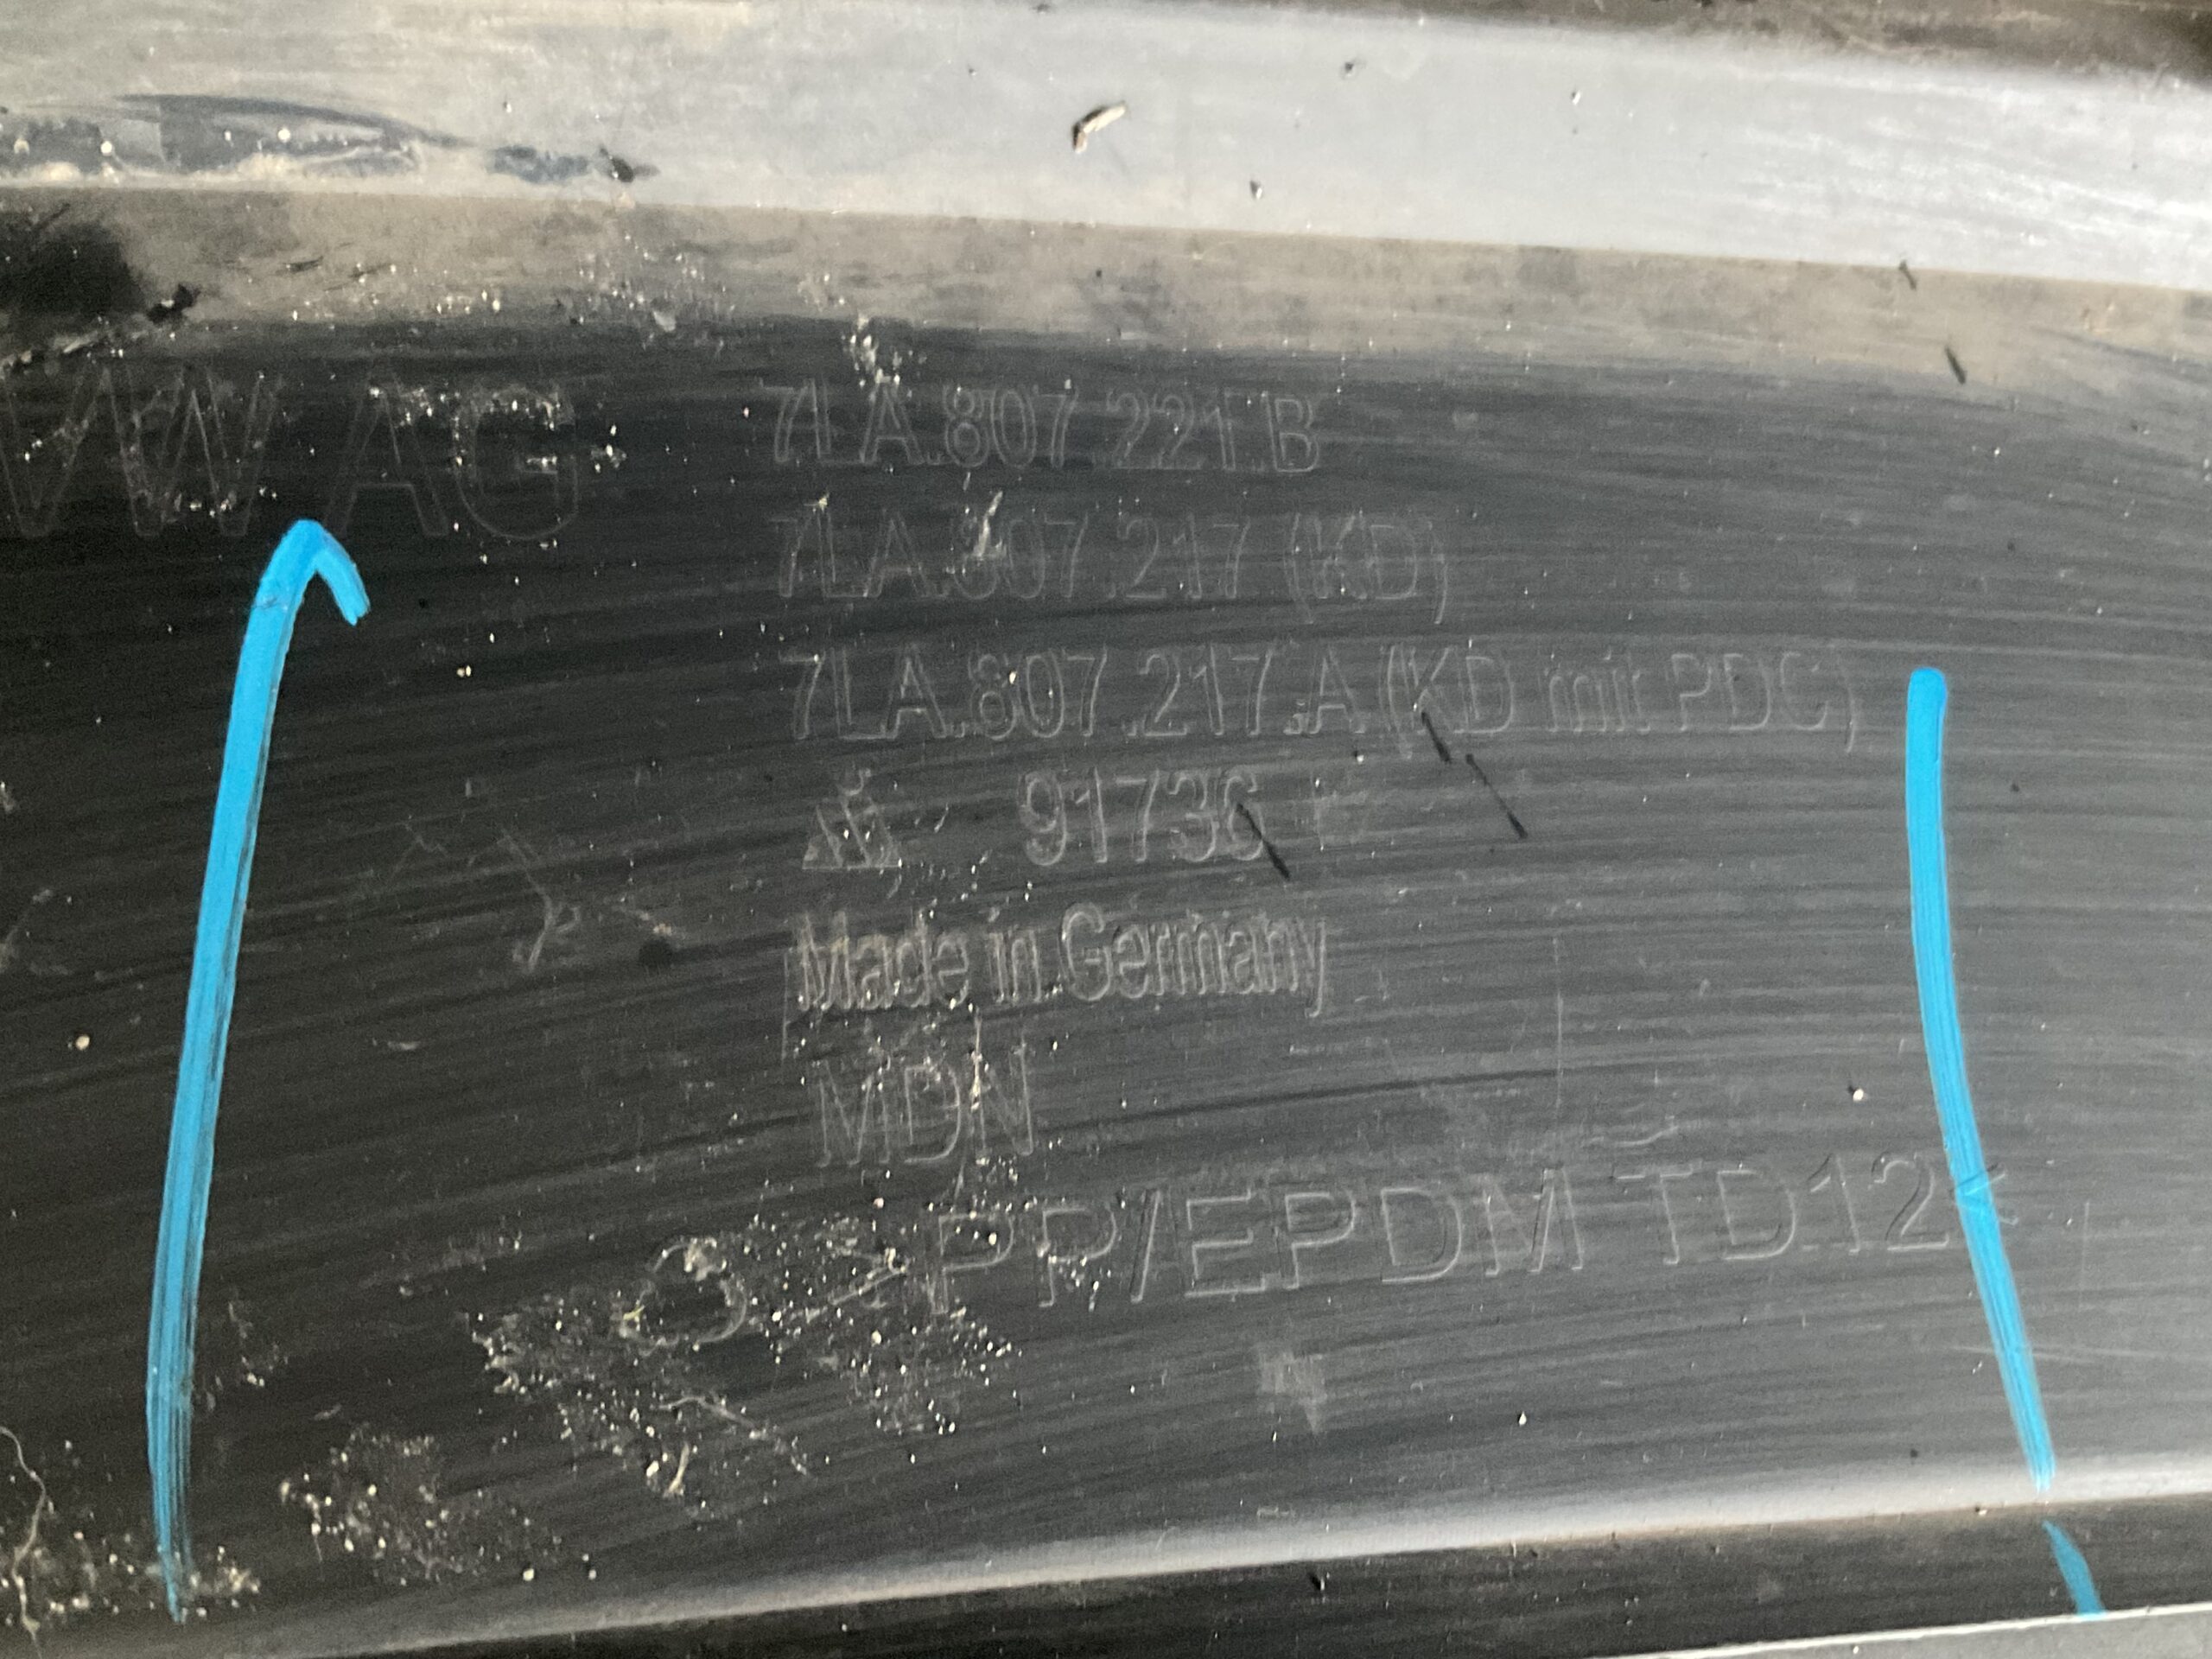 VW AG
7LA.807.221.B
7LA.807.217 (KD)
7LA.807.217.A (KD mit PDC)
91736
Made in Germany
MDN
>PP/EPDM TD12<